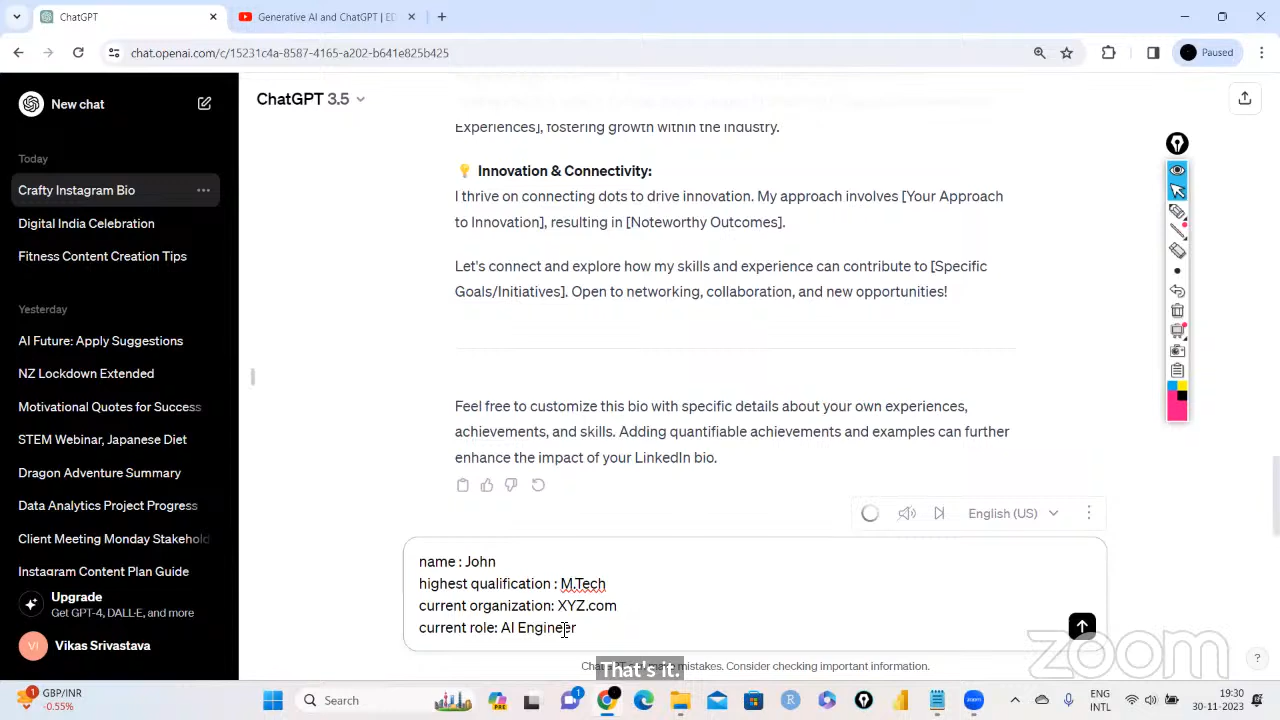 ChatGPT
Generative AI and ChatGPT | ED
chat.openai.com/c/15231c4a-8587-4165-a202-b641e825b425
Paused
New chat
ChatGPT 3.5
Today
Crafty Instagram Bio
Digital India Celebration
Fitness Content Creation Tips
Yesterday
AI Future: Apply Suggestions
NZ Lockdown Extended
Motivational Quotes for Success
STEM Webinar, Japanese Diet
Dragon Adventure Summary
Data Analytics Project Progress
Client Meeting Monday Stakehold
Instagram Content Plan Guide
Upgrade
Get GPT-4, DALL·E, and more
VI
Vikas Srivastava
Experiences], fostering growth within the industry.
Innovation & Connectivity:
I thrive on connecting dots to drive innovation. My approach involves [Your Approach
to Innovation], resulting in [Noteworthy Outcomes].
Let's connect and explore how my skills and experience can contribute to [Specific
Goals/Initiatives]. Open to networking, collaboration, and new opportunities!
Feel free to customize this bio with specific details about your own experiences,
achievements, and skills. Adding quantifiable achievements and examples can further
enhance the impact of your LinkedIn bio.
English (US)
name : John
highest qualification : M.Tech
current organization: XYZ.com
current role: AI Engineer
mistakes. Consider checking important information.
That's it.
zoom
?
GBP/INR
-0.55%
1
Search
PRE
1
R
zoom
ENG
INTL
19:30
30-11-2023